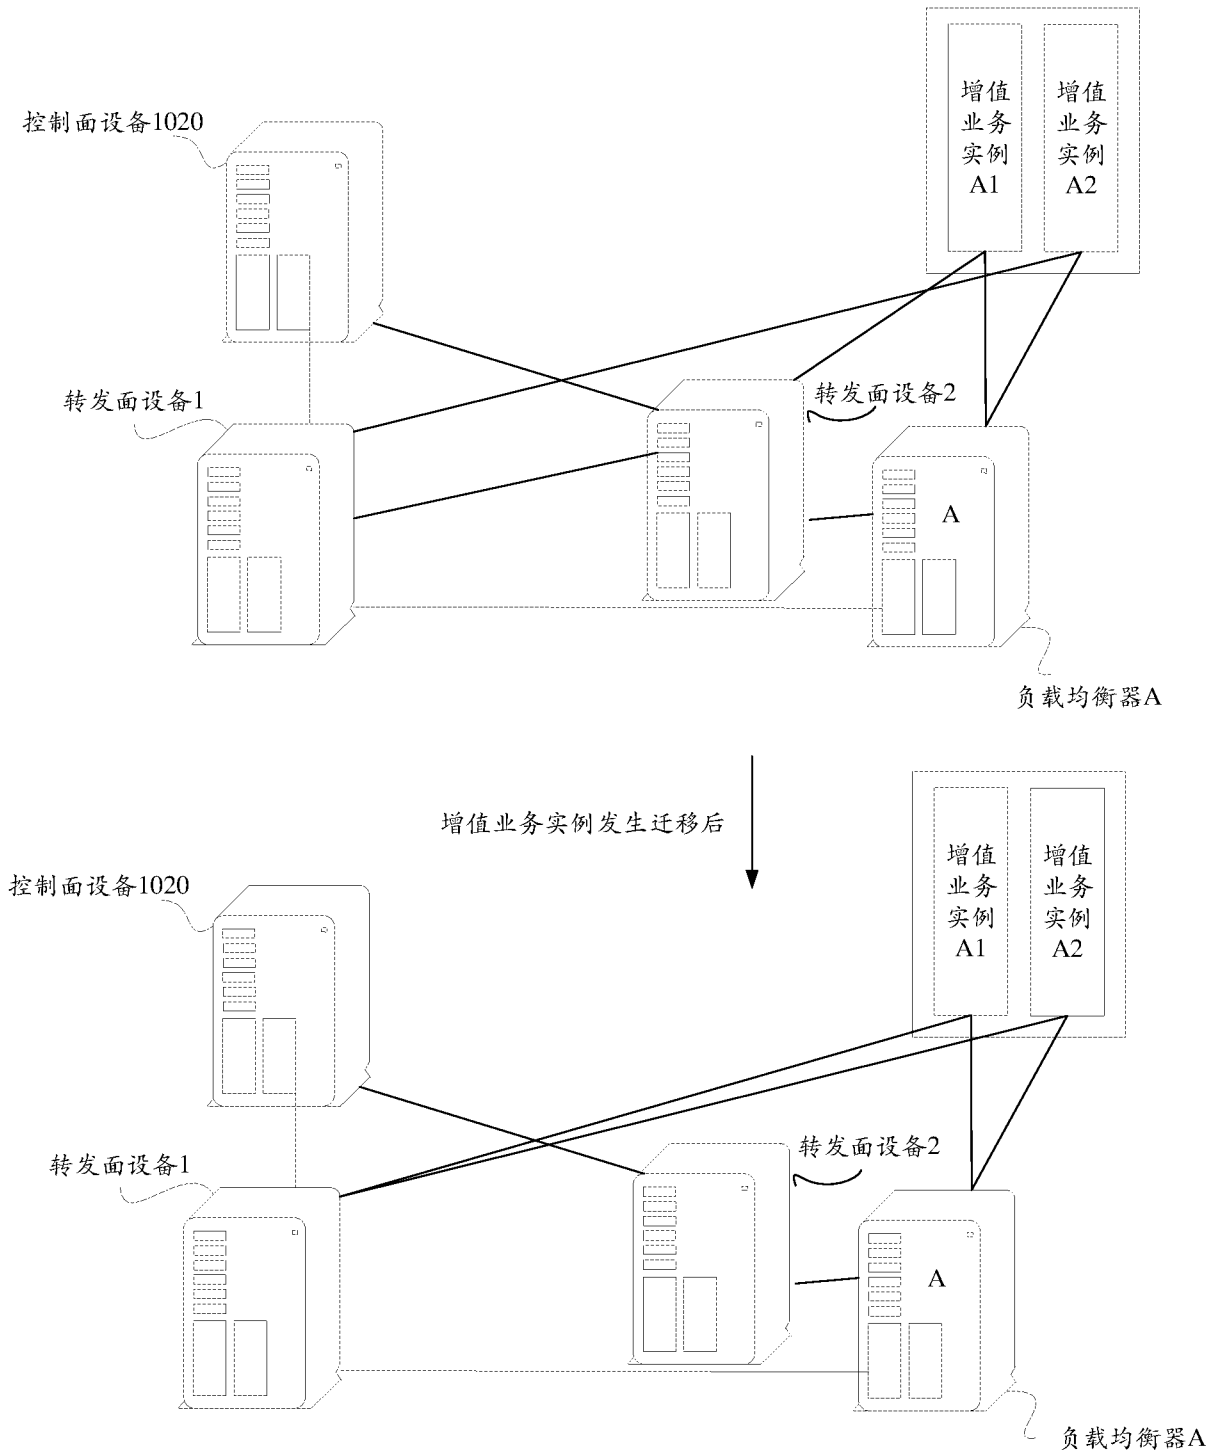 增值
业务
实例
A1
增值
业务
实例
A2
控制面设备1020
转发面设备1
转发面设备2
A
负载均衡器A
增值业务实例发生迁移后
增值
业务
实例
A1
增值
业务
实例
A2
控制面设备1020
转发面设备1
转发面设备2
A
负载均衡器A